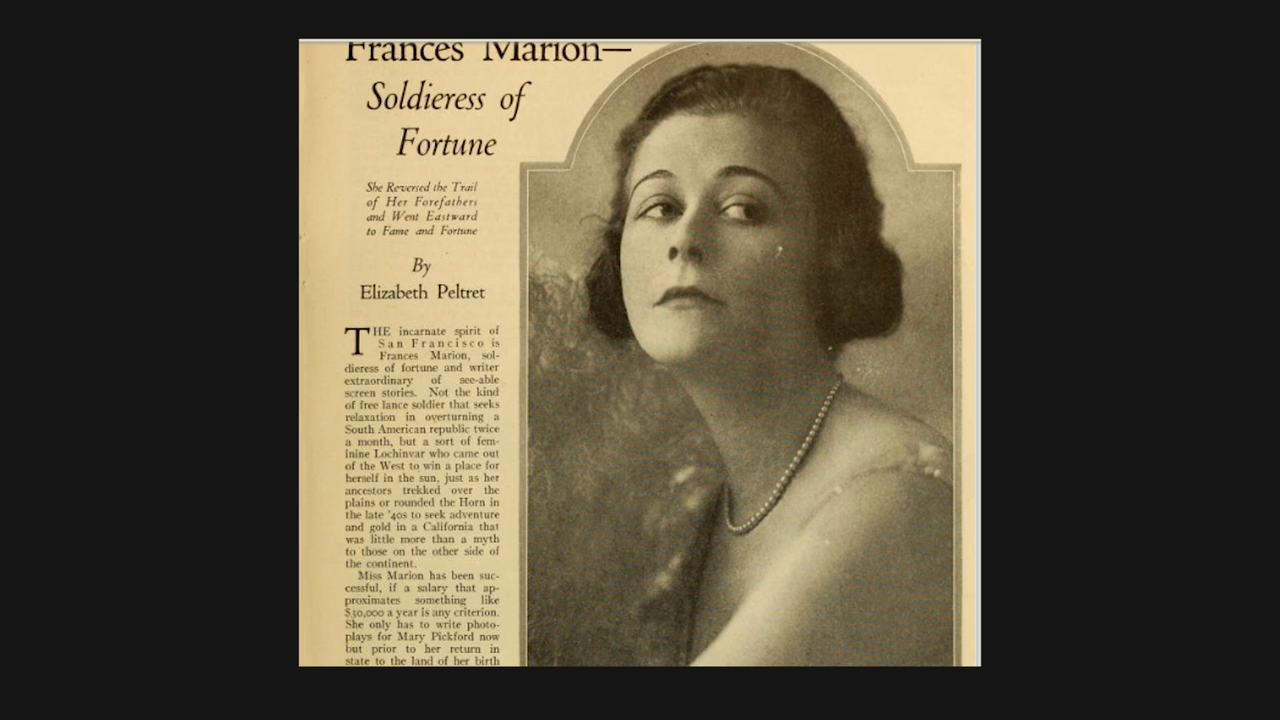 Frances Marion—
Soldieress of
Fortune
She Reversed the Trail
of Her Forefathers
and Went Eastward
to Fame and Fortune
By
Elizabeth Peltret
THE incarnate spirit of
San Francisco is
Frances Marion, sol-
dieress of fortune and writer
extraordinary of see-able
screen stories. Not the kind
of free lance soldier that seeks
relaxation in overturning a
South American republic twice
a month, but a sort of fem-
inine Lochinvar who came out
of the West to win a place for
herself in the sun, just as her
ancestors trekked over the
plains or rounded the Horn in
the late '40s to seek adventure
and gold in a California that
was little more than a myth
to those on the other side of
the continent.
Miss Marion has been suc-
cessful, if a salary that ap-
proximates something like
$50,000 a year is any criterion.
She only has to write photo-
plays for Mary Pickford now
but prior to her return in
state to the land of her birth